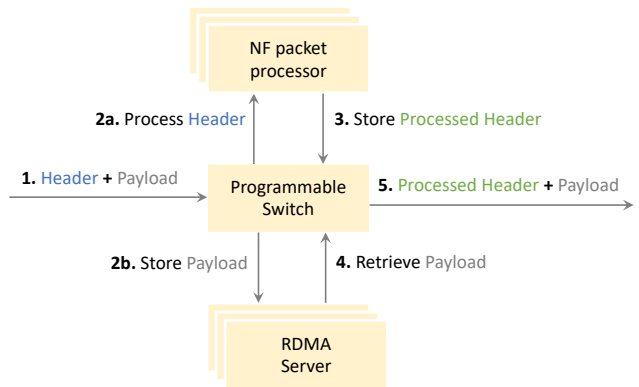 NF packet
processor
2a. Process Header
3. Store Processed Header
1. Header + Payload
Programmable
Switch
5. Processed Header + Payload
2b. Store Payload
4. Retrieve Payload
RDMA
Server